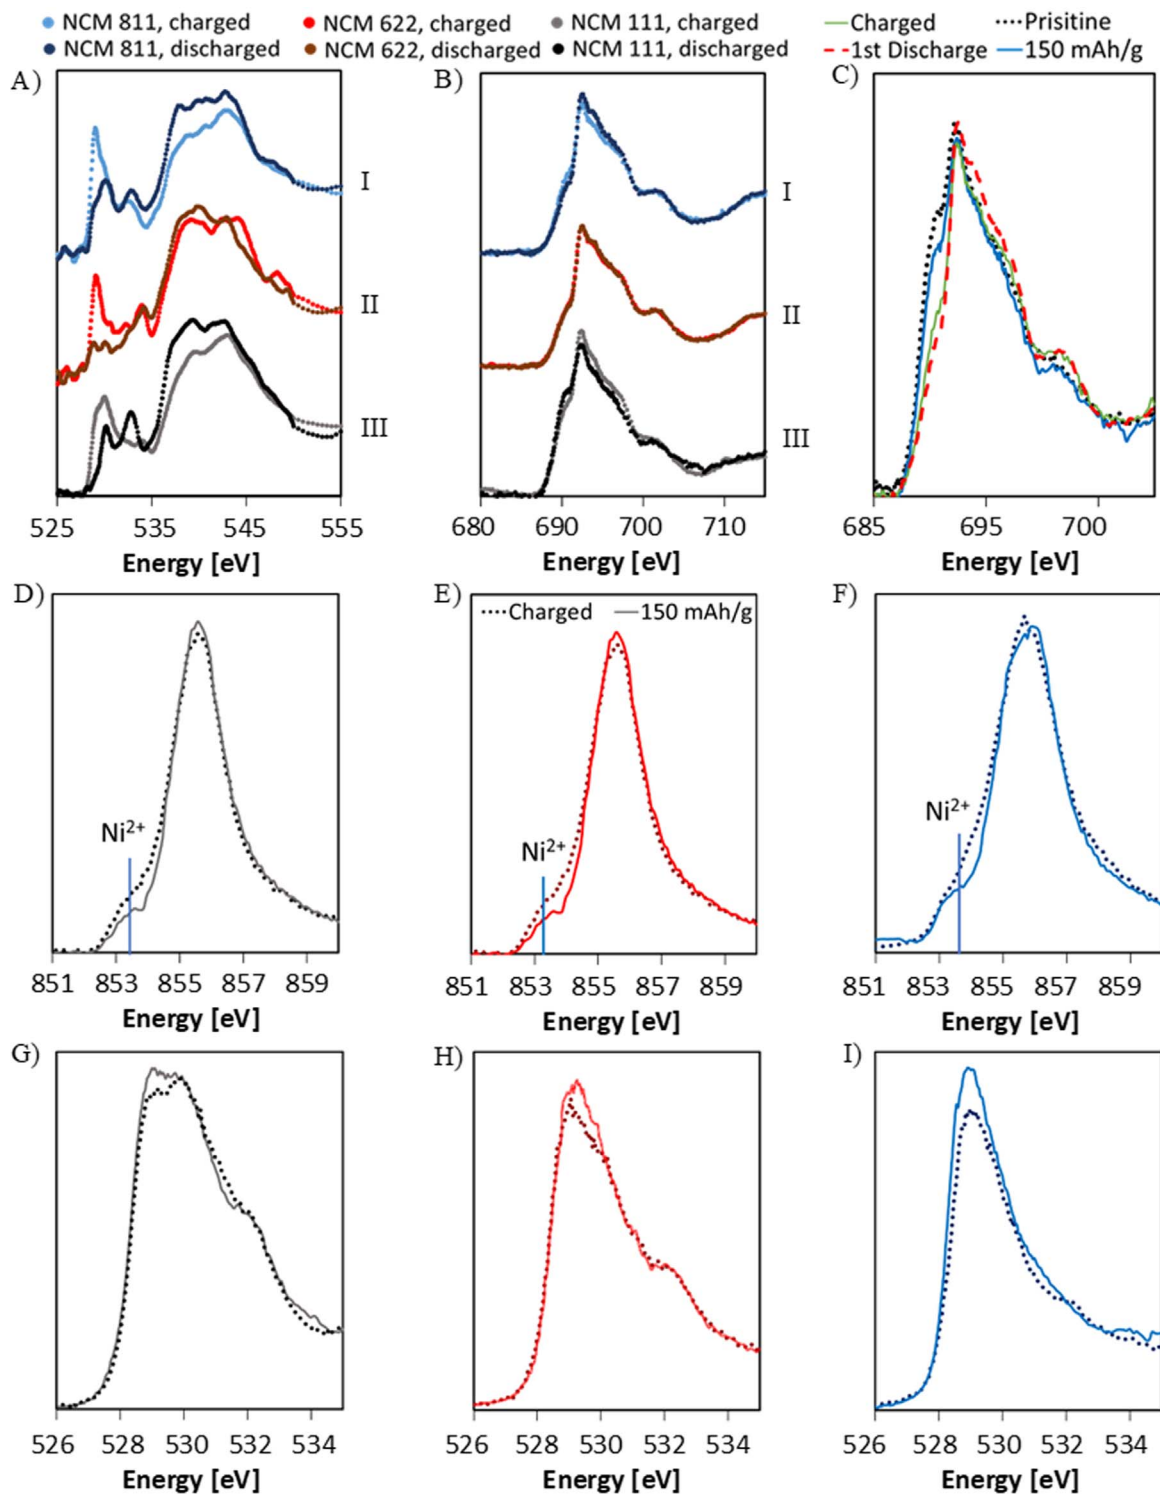 NCM 811, charged NCM 622, charged NCM 111, charged Charged Prisitine
NCM 811, discharged NCM 622, discharged NCM 111, discharged 1st Discharge 150 mAh/g
A) B) C)
I I
II II
III III
525 535 545 555 680 690 700 710 685 695 700
Energy [eV] Energy [eV] Energy [eV]
D) E) F)
Charged 150 mAh/g
Ni²⁺ Ni²⁺ Ni²⁺
851 853 855 857 859 851 853 855 857 859 851 853 855 857 859
Energy [eV] Energy [eV] Energy [eV]
G) H) I)
526 528 530 532 534 526 528 530 532 534 526 528 530 532 534
Energy [eV] Energy [eV] Energy [eV]